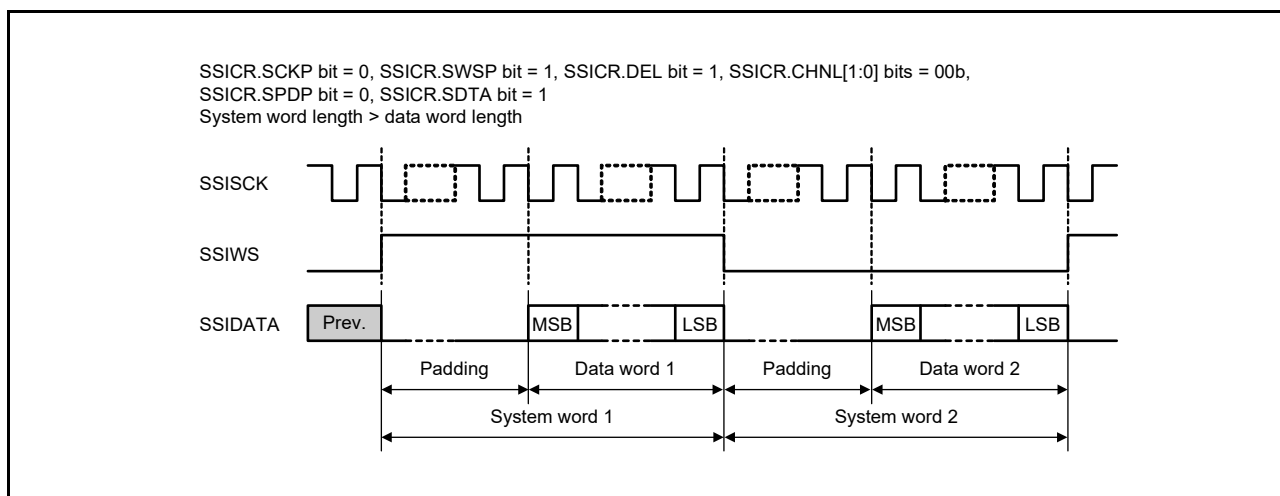 SSICR.SCKP bit = 0, SSICR.SWSP bit = 1, SSICR.DEL bit = 1, SSICR.CHNL[1:0] bits = 00b,
SSICR.SPDP bit = 0, SSICR.SDTA bit = 1
System word length > data word length
SSISCK
SSIWS
SSIDATA Prev. MSB LSB MSB LSB
Padding Data word 1 Padding Data word 2
System word 1 System word 2